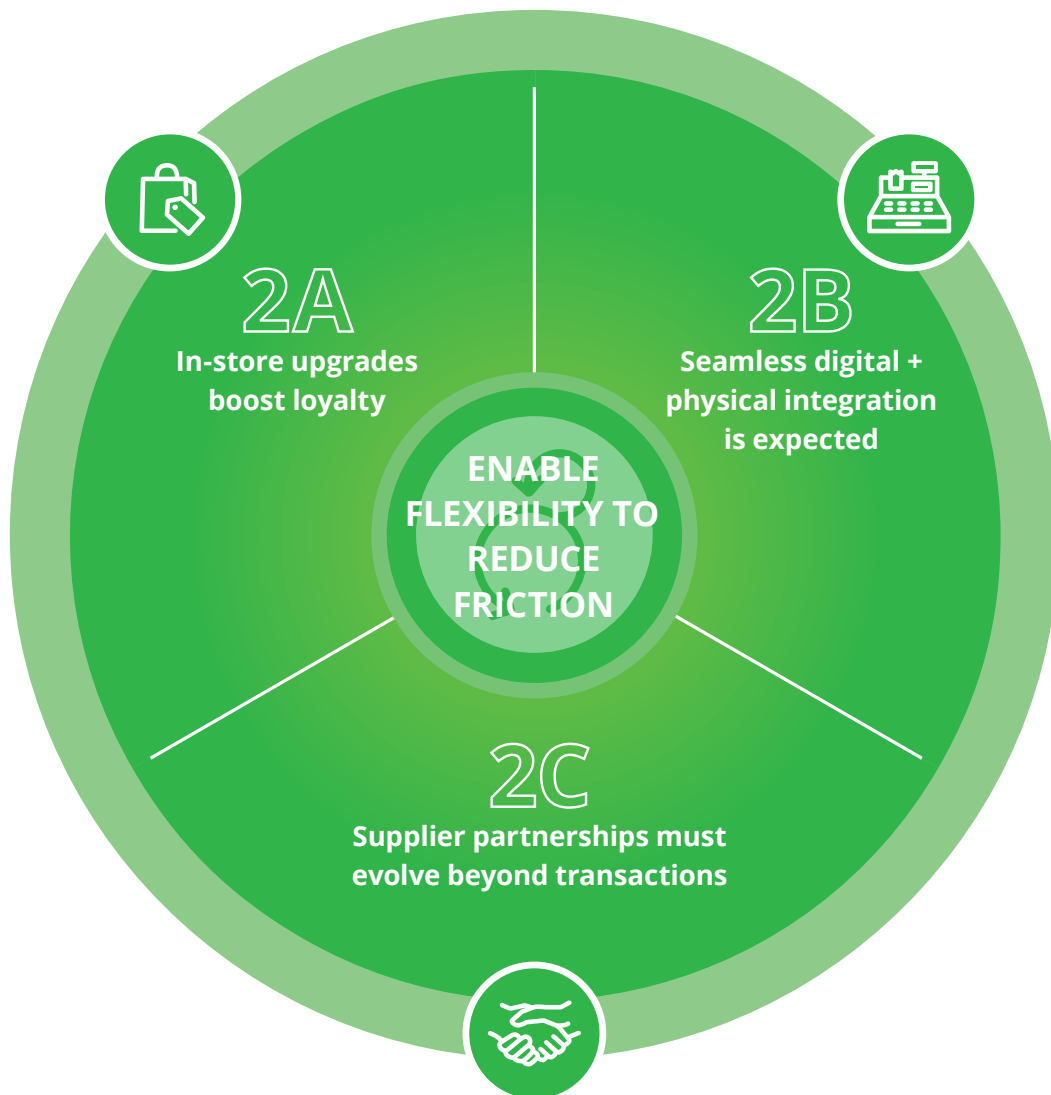 2A
In-store upgrades
boost loyalty
2B
Seamless digital +
physical integration
is expected
ENABLE
FLEXIBILITY TO
REDUCE
FRICTION
2C
Supplier partnerships must
evolve beyond transactions